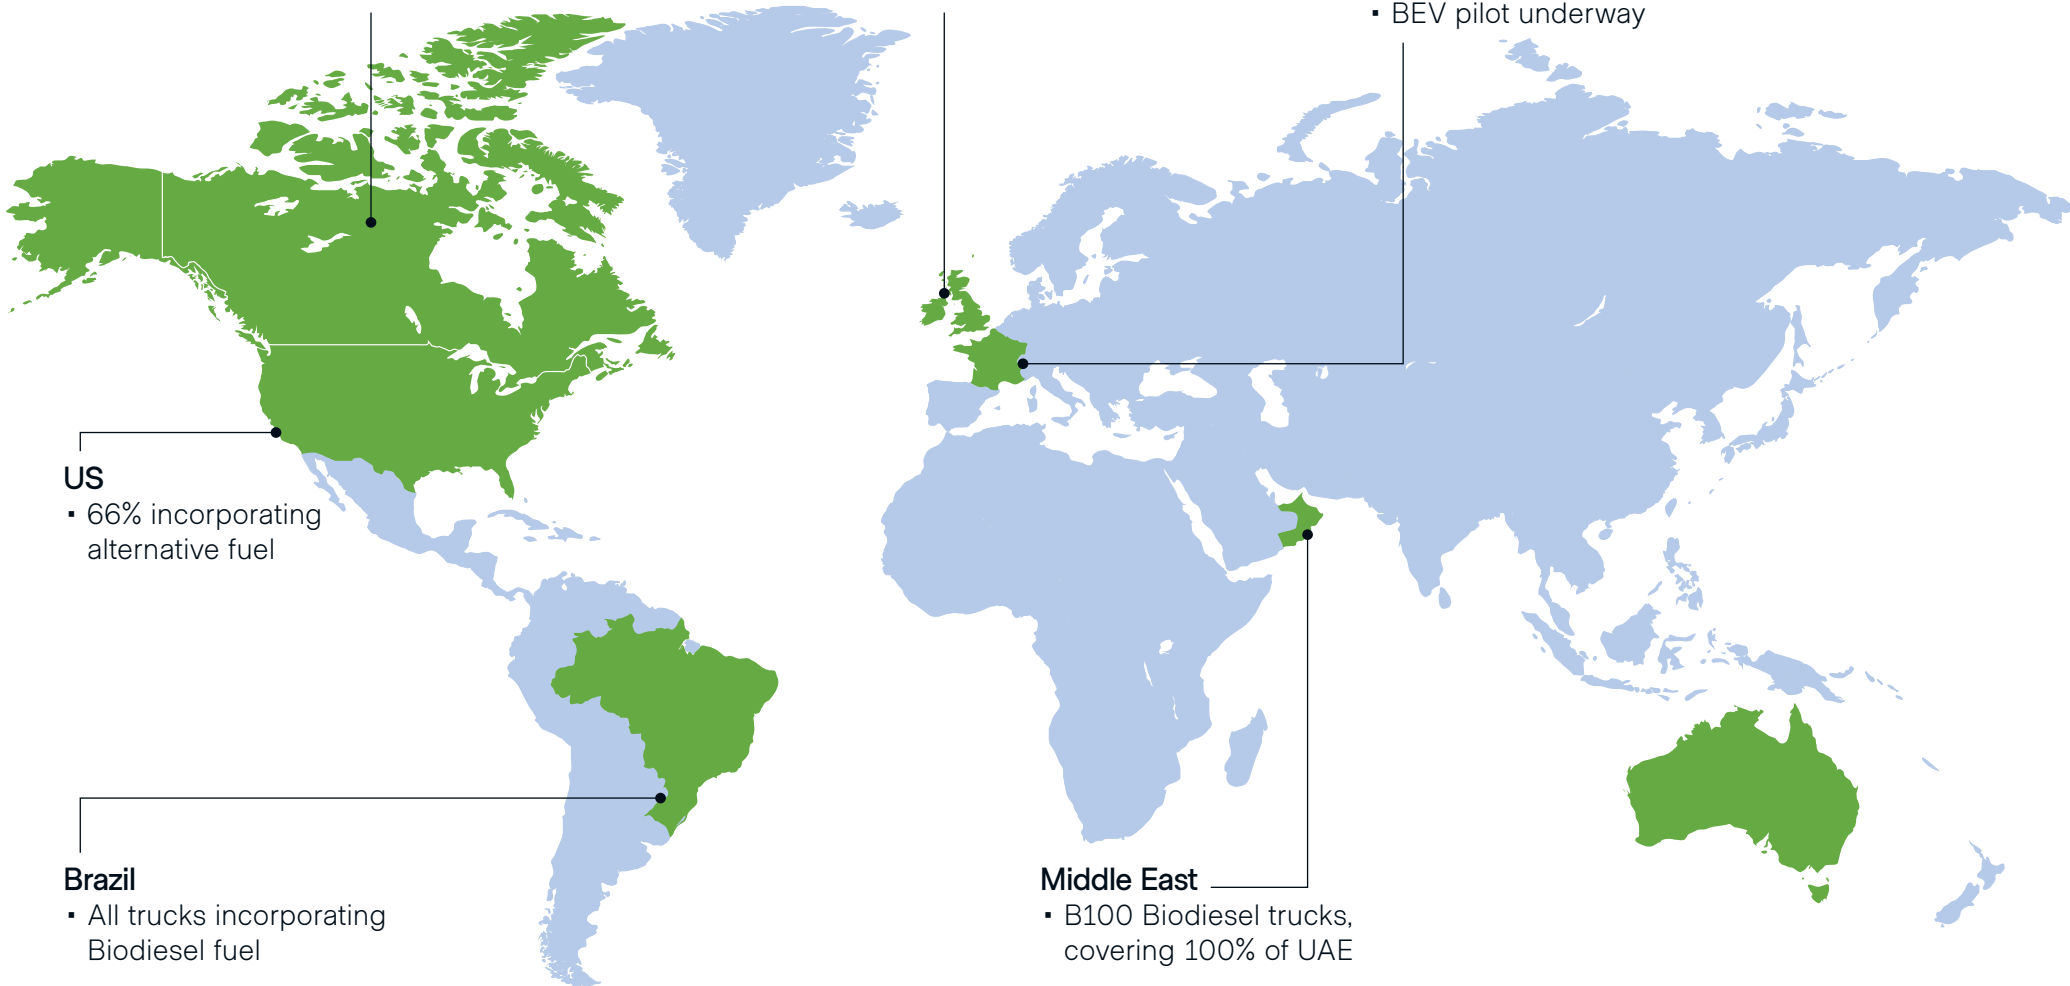 ▪ BEV pilot underway
US
▪ 66% incorporating
alternative fuel
Brazil
▪ All trucks incorporating
Biodiesel fuel
Middle East
▪ B100 Biodiesel trucks,
covering 100% of UAE